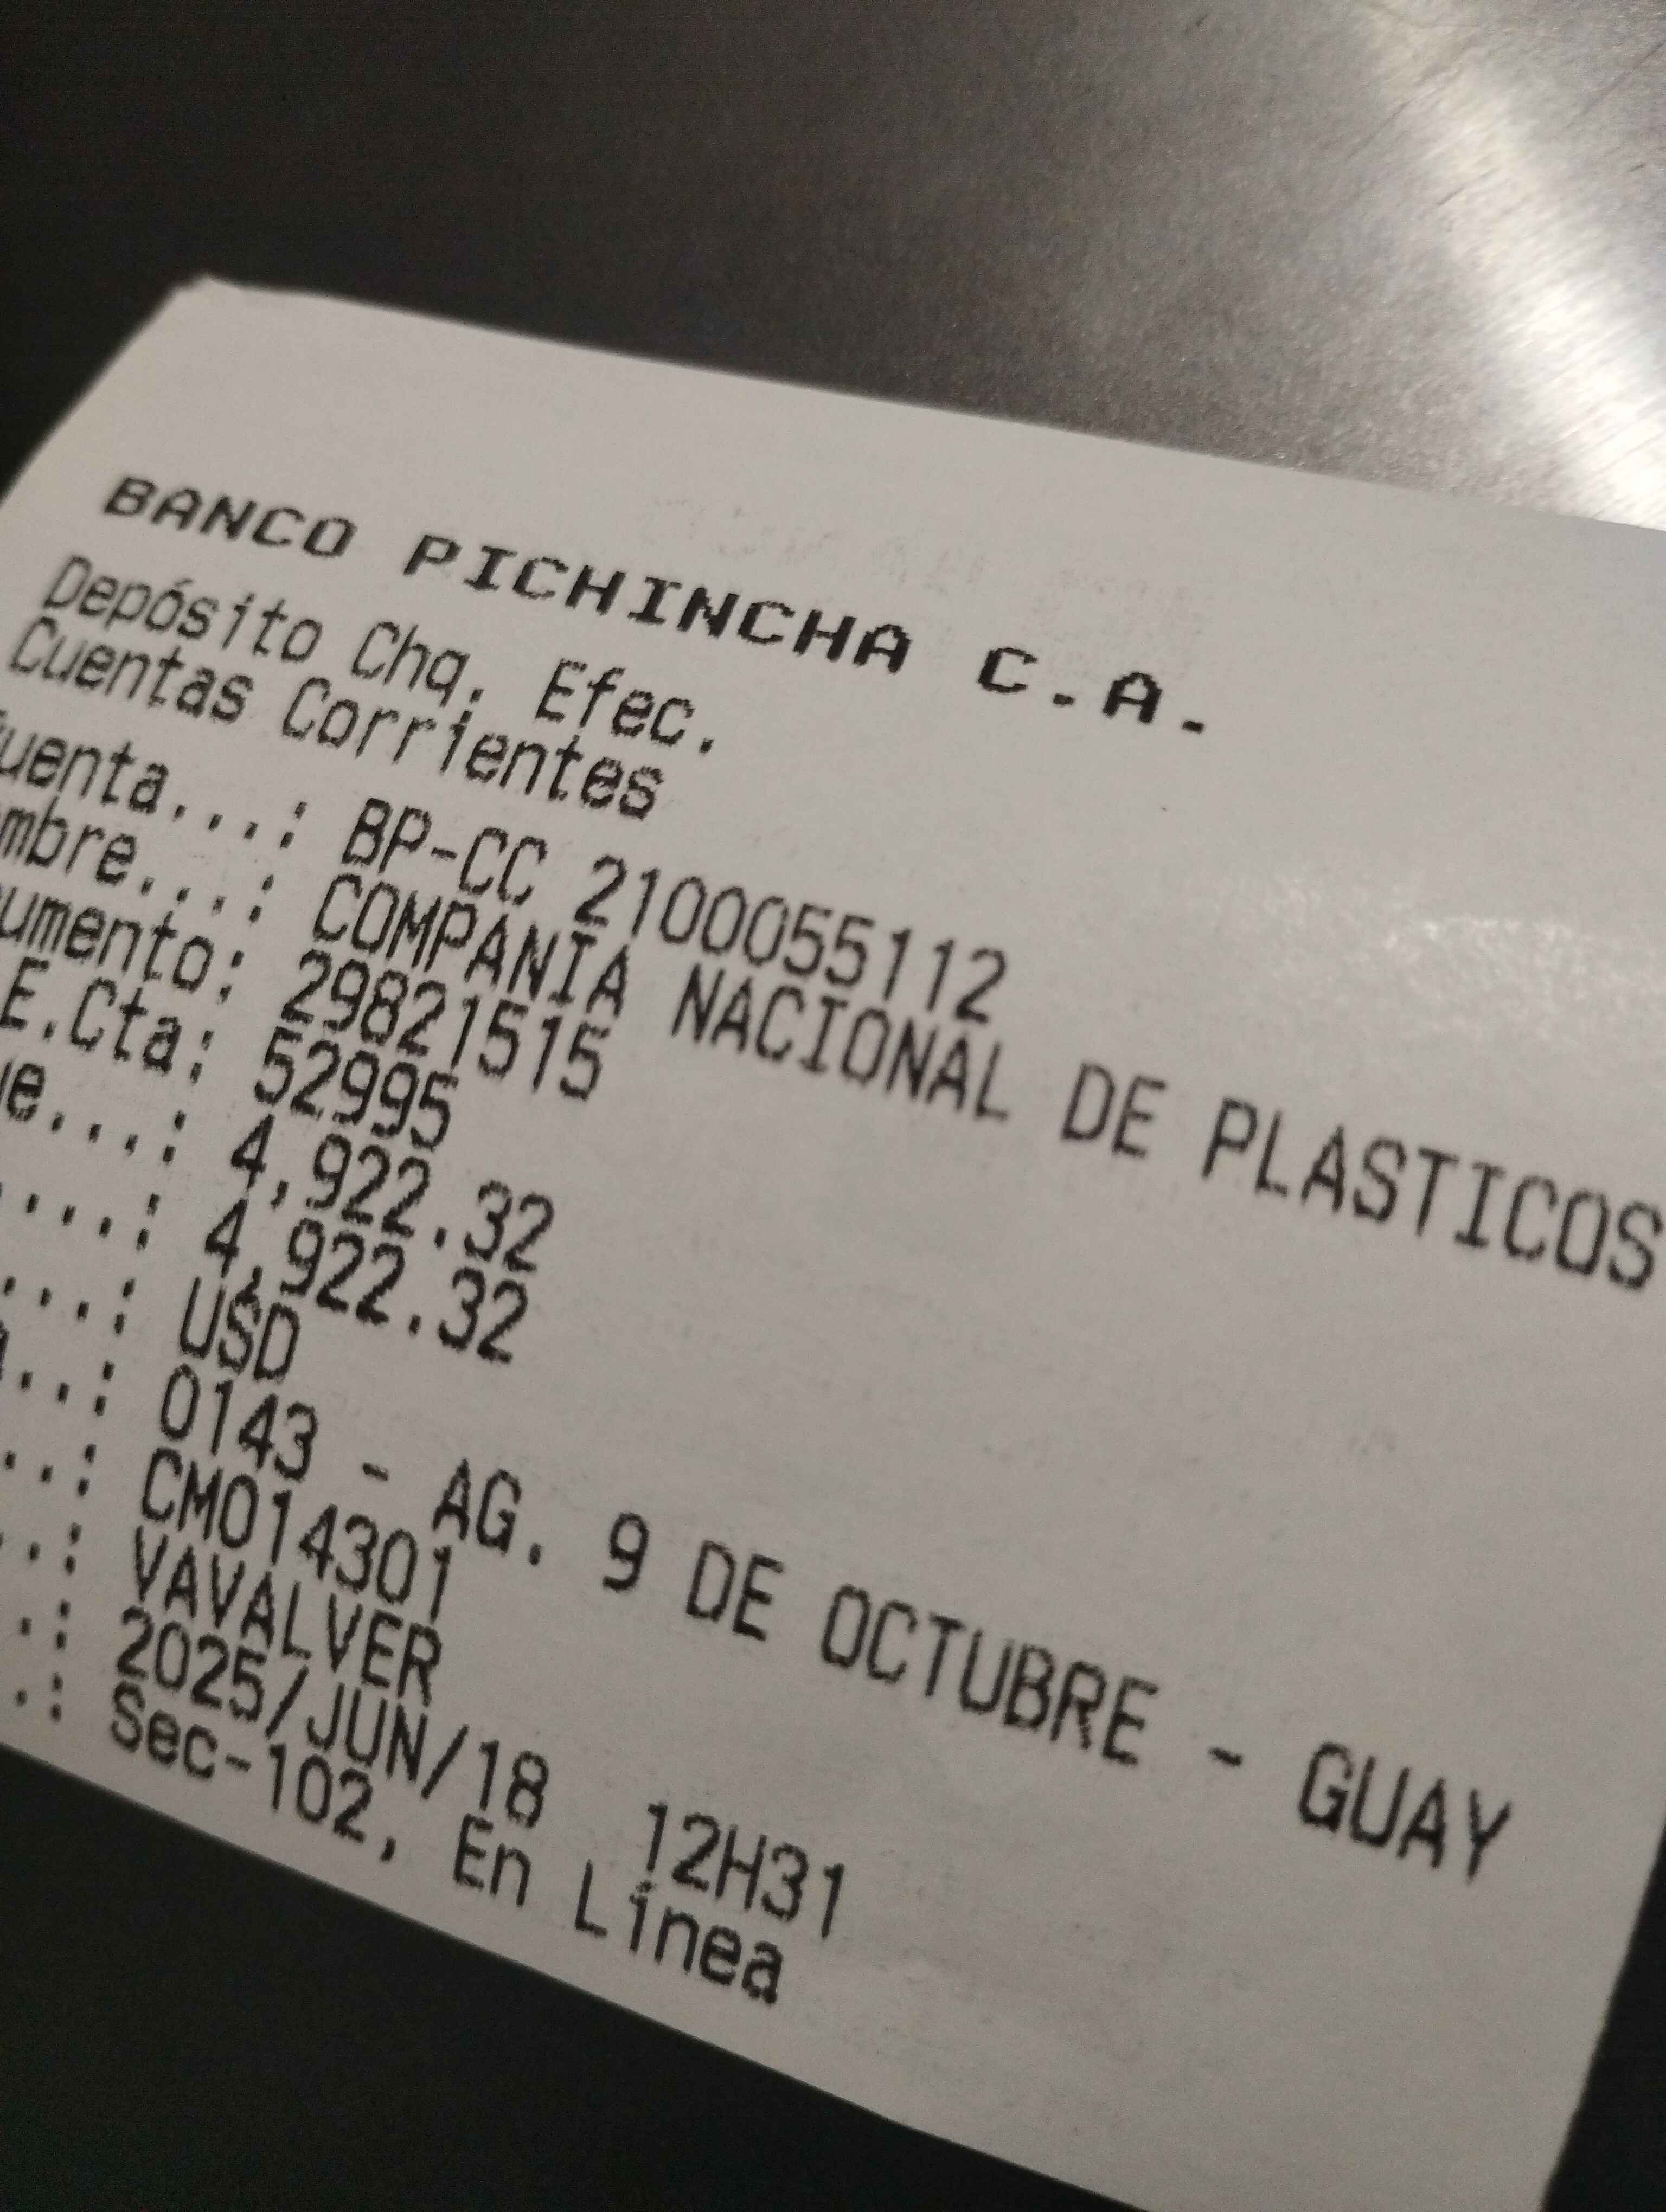 BANCO PICHINCHA C.A.
Depósito Chq. Efec.
Cuentas Corrientes
uenta...: BP-CC 2100055112
mbre...: COMPANIA NACIONAL DE PLASTICOS
umento: 29821515
E.Cta: 52995
e...: 4,922.32
....: 4,922.32
...: USD
..: 0143 - AG. 9 DE OCTUBRE - GUAY
..: CM014301
.: VAVALVER
.: 2025/JUN/18 12H31
.: Sec-102, En Línea